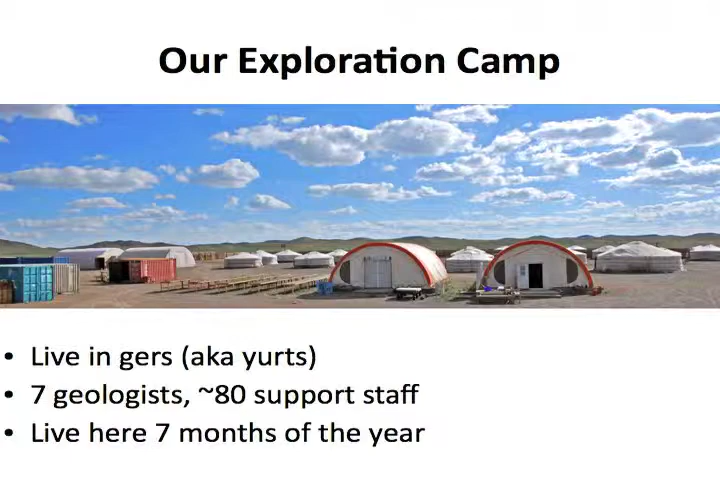 Our Exploration Camp
• Live in gers (aka yurts)
• 7 geologists, ~80 support staff
• Live here 7 months of the year